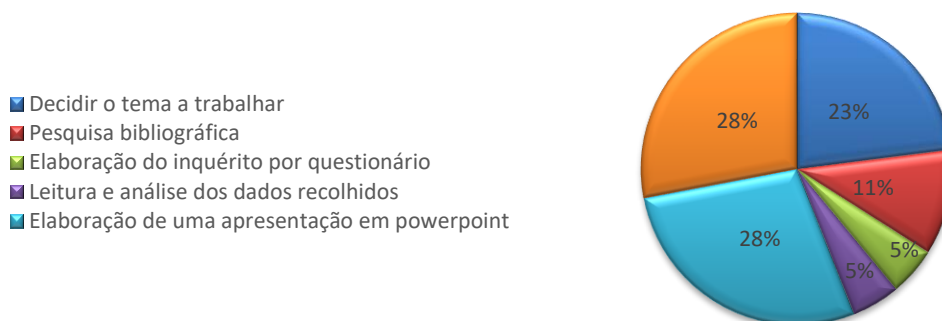 Decidir o tema a trabalhar
Pesquisa bibliográfica
Elaboração do inquérito por questionário
Leitura e análise dos dados recolhidos
Elaboração de uma apresentação em powerpoint
28%
23%
11%
28%
5%
5%